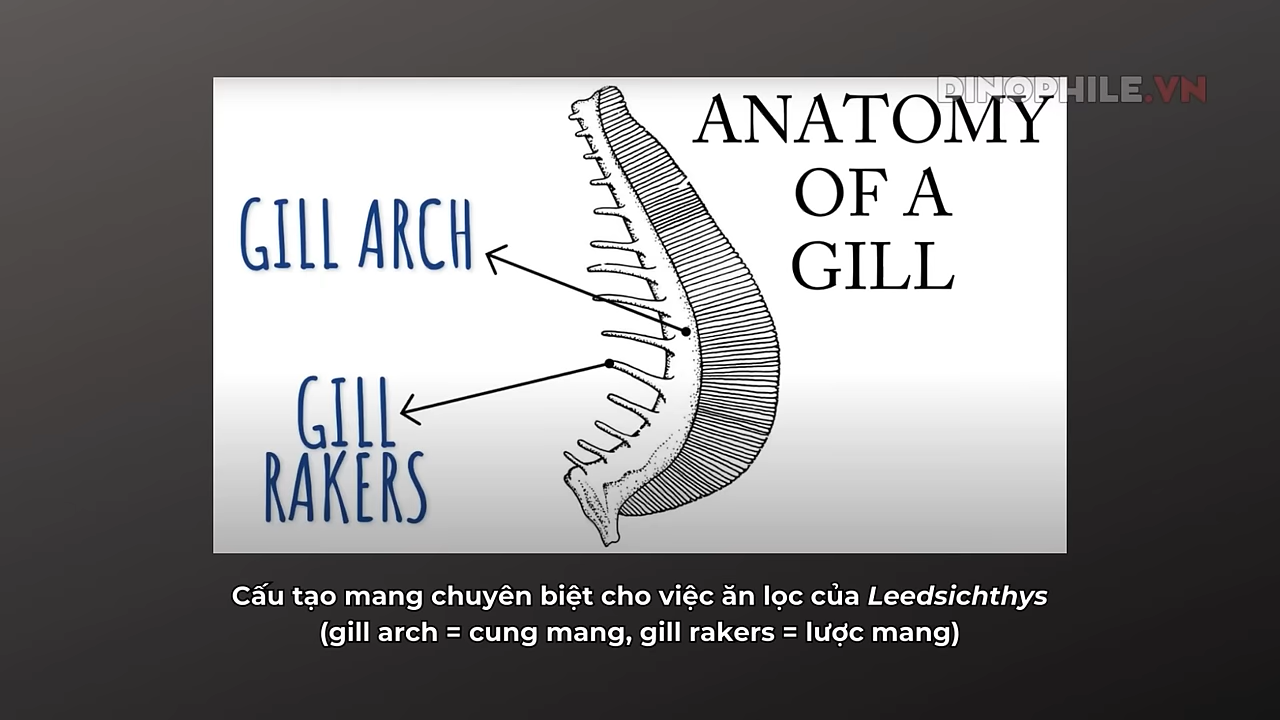 DINOPHILE.VN
ANATOMY
OF A
GILL
GILL ARCH
GILL
RAKERS
Cấu tạo mang chuyên biệt cho việc ăn lọc của Leedsichthys
(gill arch = cung mang, gill rakers = lược mang)